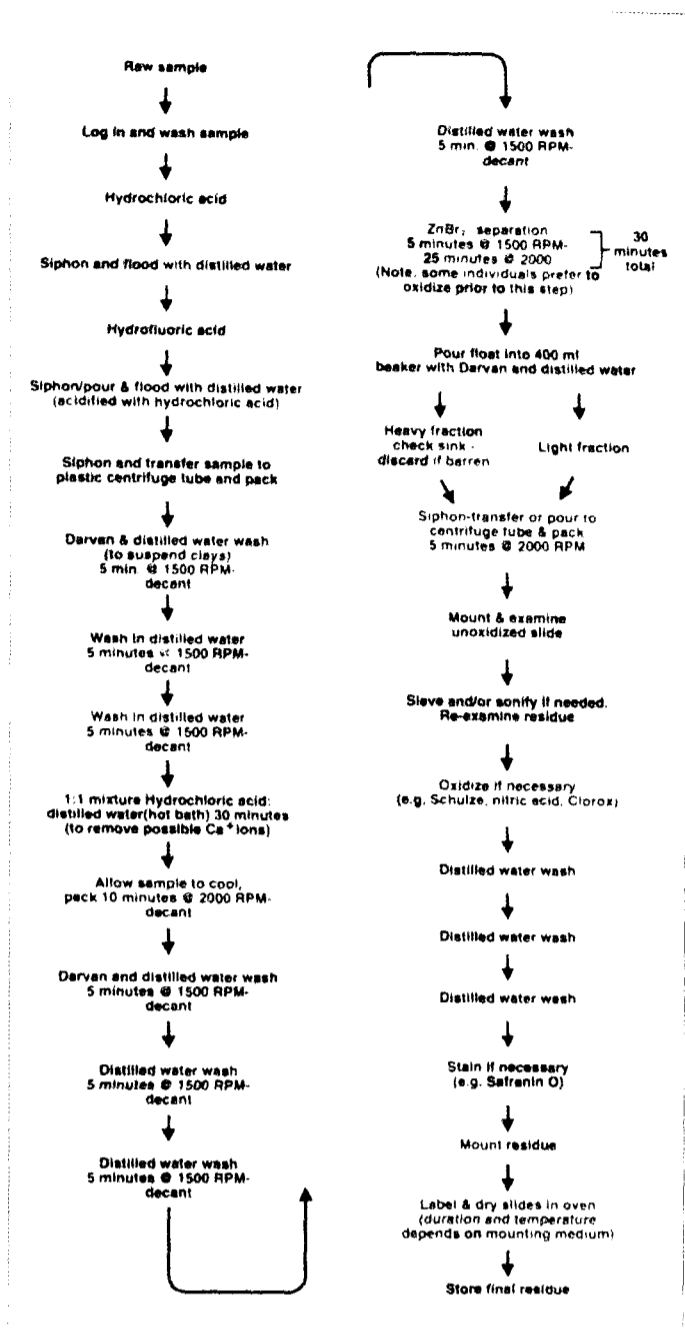 Raw sample
Log in and wash sample
Hydrochloric acid
Siphon and flood with distilled water
Hydrofluoric acid
Siphon/pour & flood with distilled water
(acidified with hydrochloric acid)
Siphon and transfer sample to
plastic centrifuge tube and pack
Darvan & distilled water wash
(to suspend clays)
5 min. @ 1500 RPM-
decant
Wash in distilled water
5 minutes @ 1500 RPM-
decant
Wash in distilled water
5 minutes @ 1500 RPM-
decant
1:1 mixture Hydrochloric acid:
distilled water(hot bath) 30 minutes
(to remove possible Ca+ ions)
Allow sample to cool,
pack 10 minutes @ 2000 RPM-
decant
Darvan and distilled water wash
5 minutes @ 1500 RPM-
decant
Distilled water wash
5 minutes @ 1500 RPM-
decant
Distilled water wash
5 minutes @ 1500 RPM-
decant
Distilled water wash
5 min. @ 1500 RPM-
decant
ZnBr₂ separation
5 minutes @ 1500 RPM-
25 minutes @ 2000
30
minutes
total
(Note, some individuals prefer to
oxidize prior to this step)
Pour float into 400 ml
beaker with Darvan and distilled water
Heavy fraction
check sink -
discard if barren
Light fraction
Siphon-transfer or pour to
centrifuge tube & pack
5 minutes @ 2000 RPM
Mount & examine
unoxidized slide
Sieve and/or sonify if needed.
Re-examine residue
Oxidize if necessary
(e.g. Schulze, nitric acid, Clorox)
Distilled water wash
Distilled water wash
Distilled water wash
Stain if necessary
(e.g. Safranin O)
Mount residue
Label & dry slides in oven
(duration and temperature
depends on mounting medium)
Store final residue